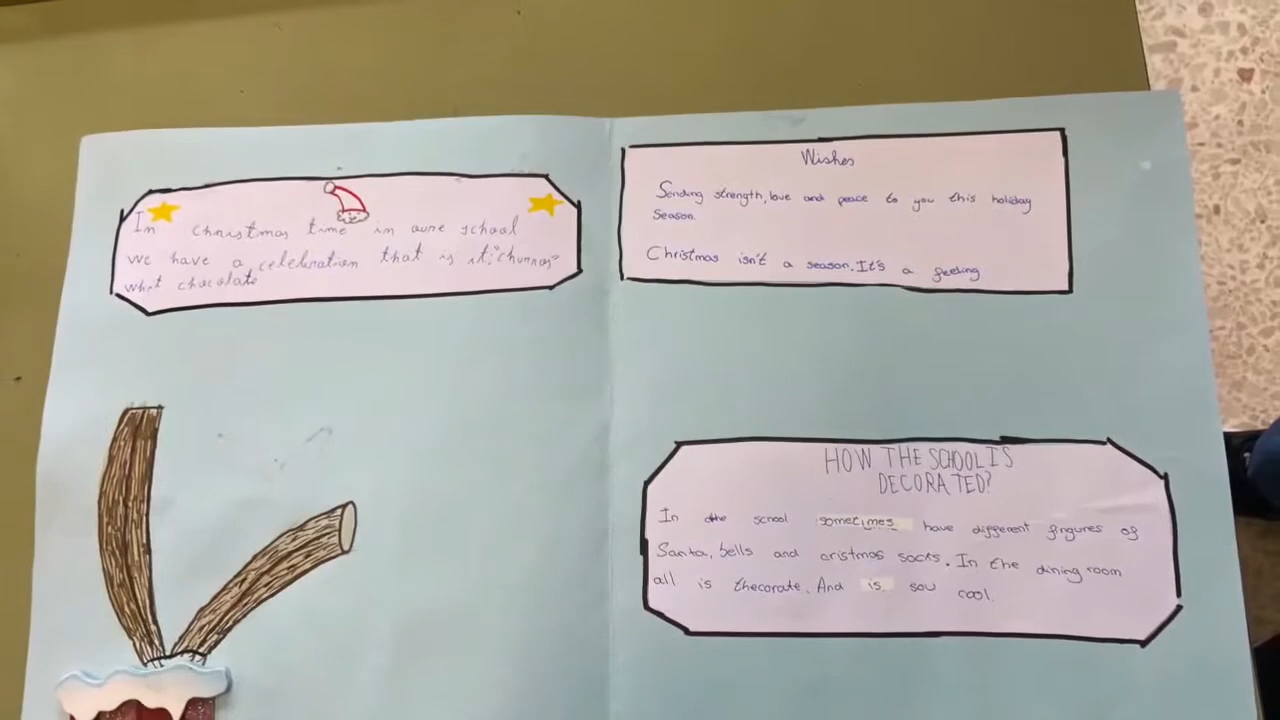 In Christmas time in oure school
we have a celebration that is it; "churros"
what chocolate
Wishes
Sending strength, love and peace to you this holiday
Season.
Christmas isn't a season. It's a feeling
HOW THE SCHOOL IS
DECORATED?
In the school sometimes have different fingures of
Santa, bells and cristmas socks. In the dining room
all is thecorate. And is sow cool.